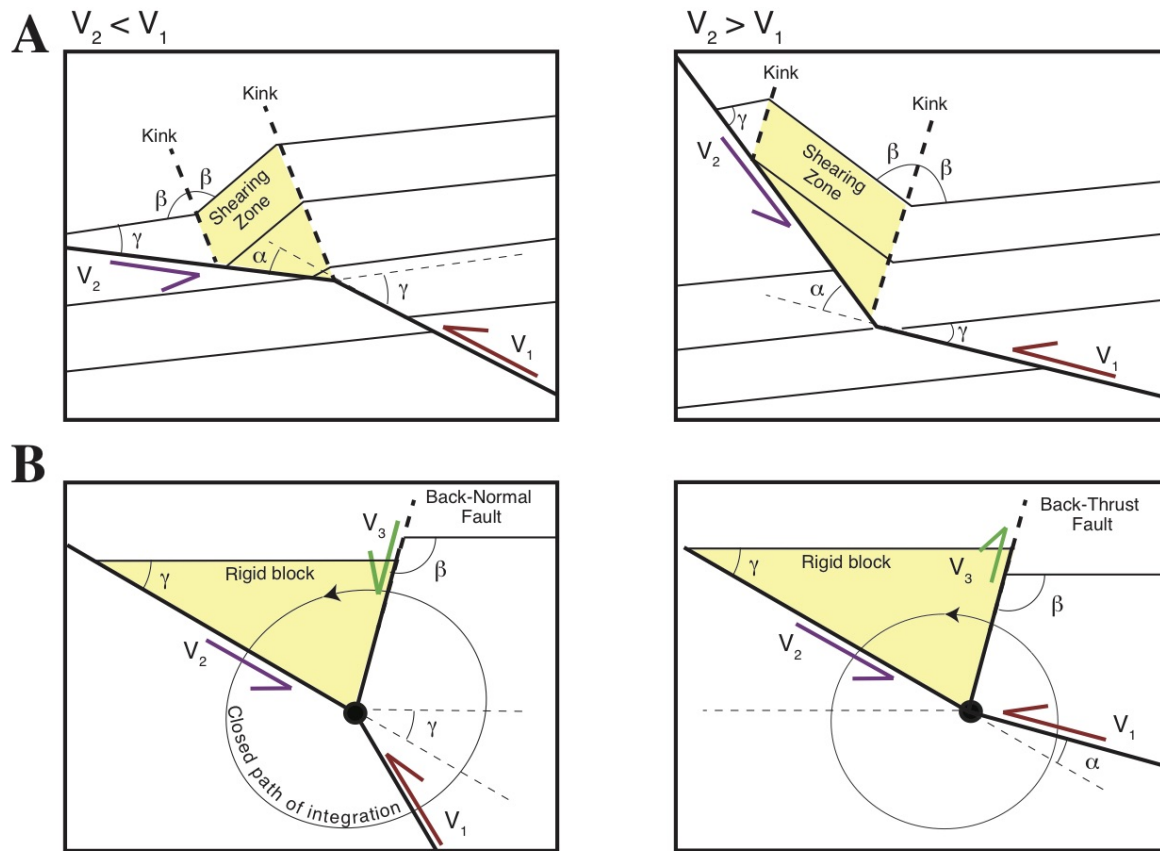 A
V₂ < V₁
Kink
Kink
β
β
Shearing
Zone
γ
α
γ
V₂
V₁
V₂ > V₁
Kink
Kink
γ
V₂
Shearing
Zone
β
β
α
γ
V₁
B
Back-Normal
Fault
V₃
β
Rigid block
γ
V₂
γ
Closed path of integration
V₁
Back-Thrust
Fault
Rigid block
γ
V₃
β
V₂
V₁
α